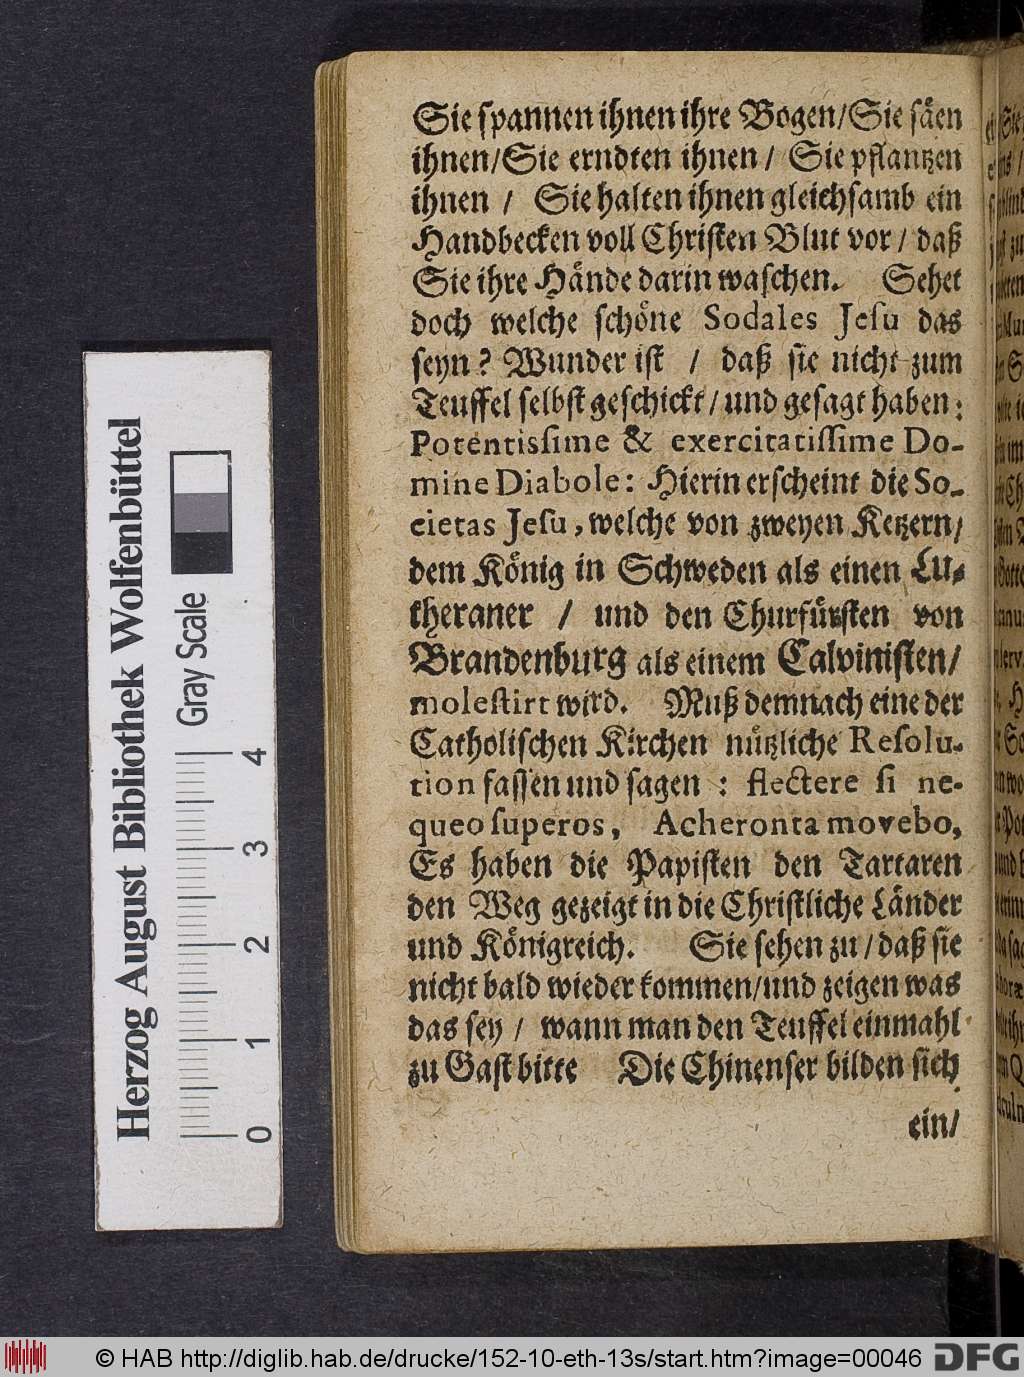 Sie spannen ihnen ihre Bogen/Sie säen
ihnen/Sie erndten ihnen / Sie pflantzen
ihnen / Sie halten ihnen gleichsamb ein
Handbecken voll Christen Blut vor / daß
Sie ihre Hände darin waschen. Sehet
doch welche schöne Sodales Jesu das
seyn? Wunder ist / daß sie nicht zum
Teuffel selbst geschickt / und gesagt haben:
Potentissime & exercitatissime Do-
mine Diabole: Hierin erscheint die So-
cietas Jesu, welche von zweyen Ketzern/
dem König in Schweden als einen Lu-
theraner / und den Churfürsten von
Brandenburg als einem Calvinisten/
molestirt wird. Muß demnach eine der
Catholischen Kirchen nützliche Resolu-
tion fassen und sagen : flectere si ne-
queo superos, Acheronta movebo,
Es haben die Papisten den Tartaren
den Weg gezeigt in die Christliche Länder
und Königreich. Sie sehen zu / daß sie
nicht bald wieder kommen/und zeigen was
das sey / wann man den Teuffel einmahl
zu Gast bitte Die Chinenser bilden sich
ein/
Herzog August Bibliothek Wolfenbüttel
Gray Scale
0 1 2 3 4
© HAB http://diglib.hab.de/drucke/152-10-eth-13s/start.htm?image=00046
DFG